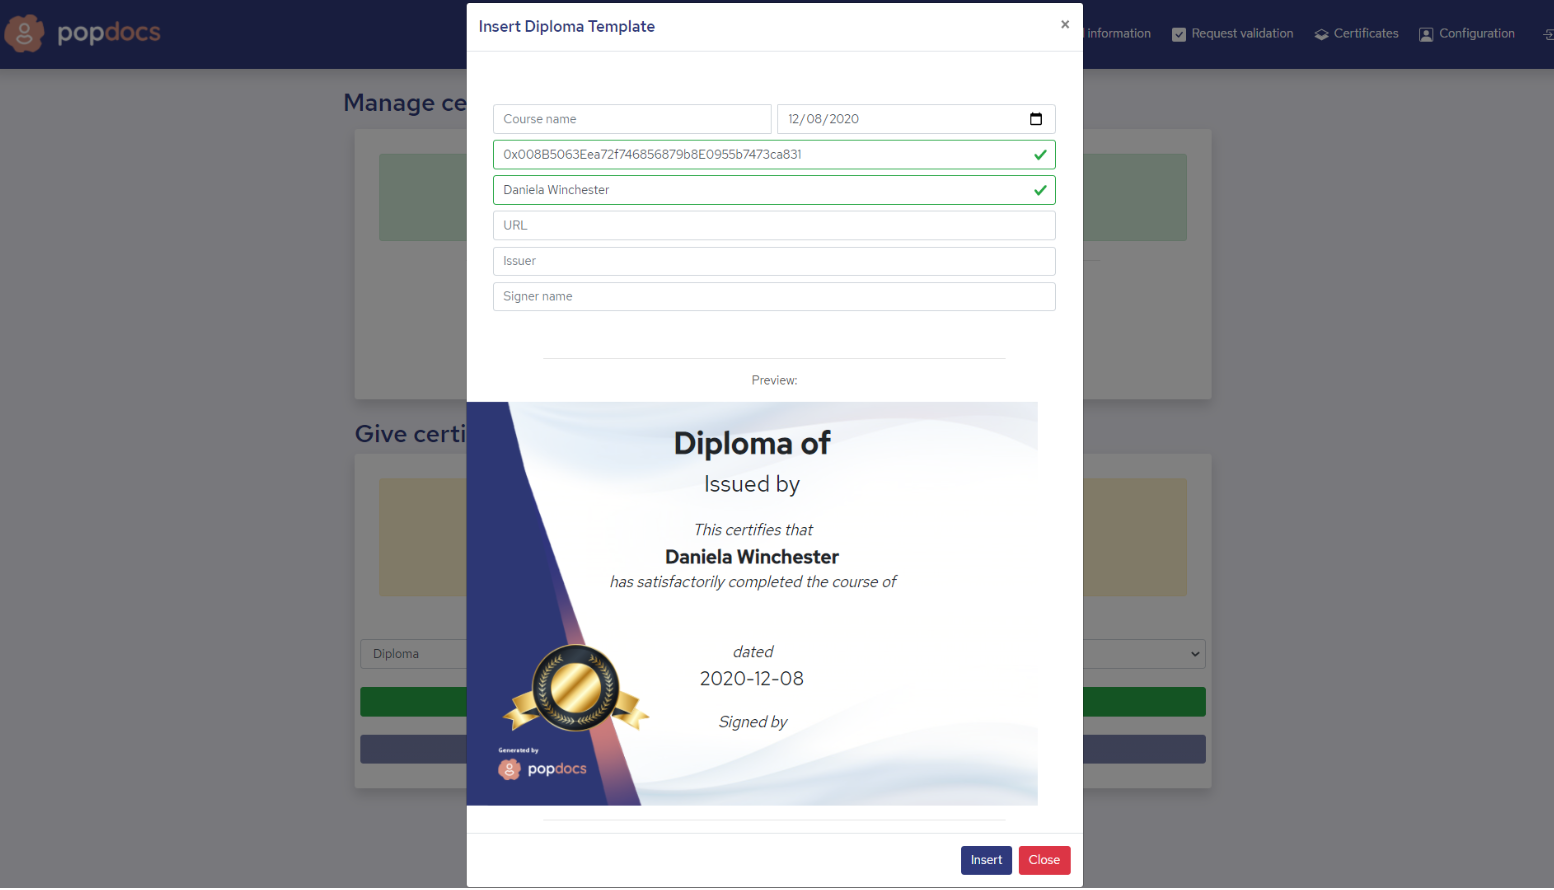 popdocs
Insert Diploma Template
×
information
Request validation
Certificates
Configuration
Manage ce
Course name
12/08/2020
0x008B5063Eea72f746856879b8E0955b7473ca831
Daniela Winchester
URL
Issuer
Signer name
Preview:
Give certi
Diploma of
Issued by
This certifies that
Daniela Winchester
has satisfactorily completed the course of
Diploma
dated
2020-12-08
Signed by
Generated by
popdocs
Insert
Close